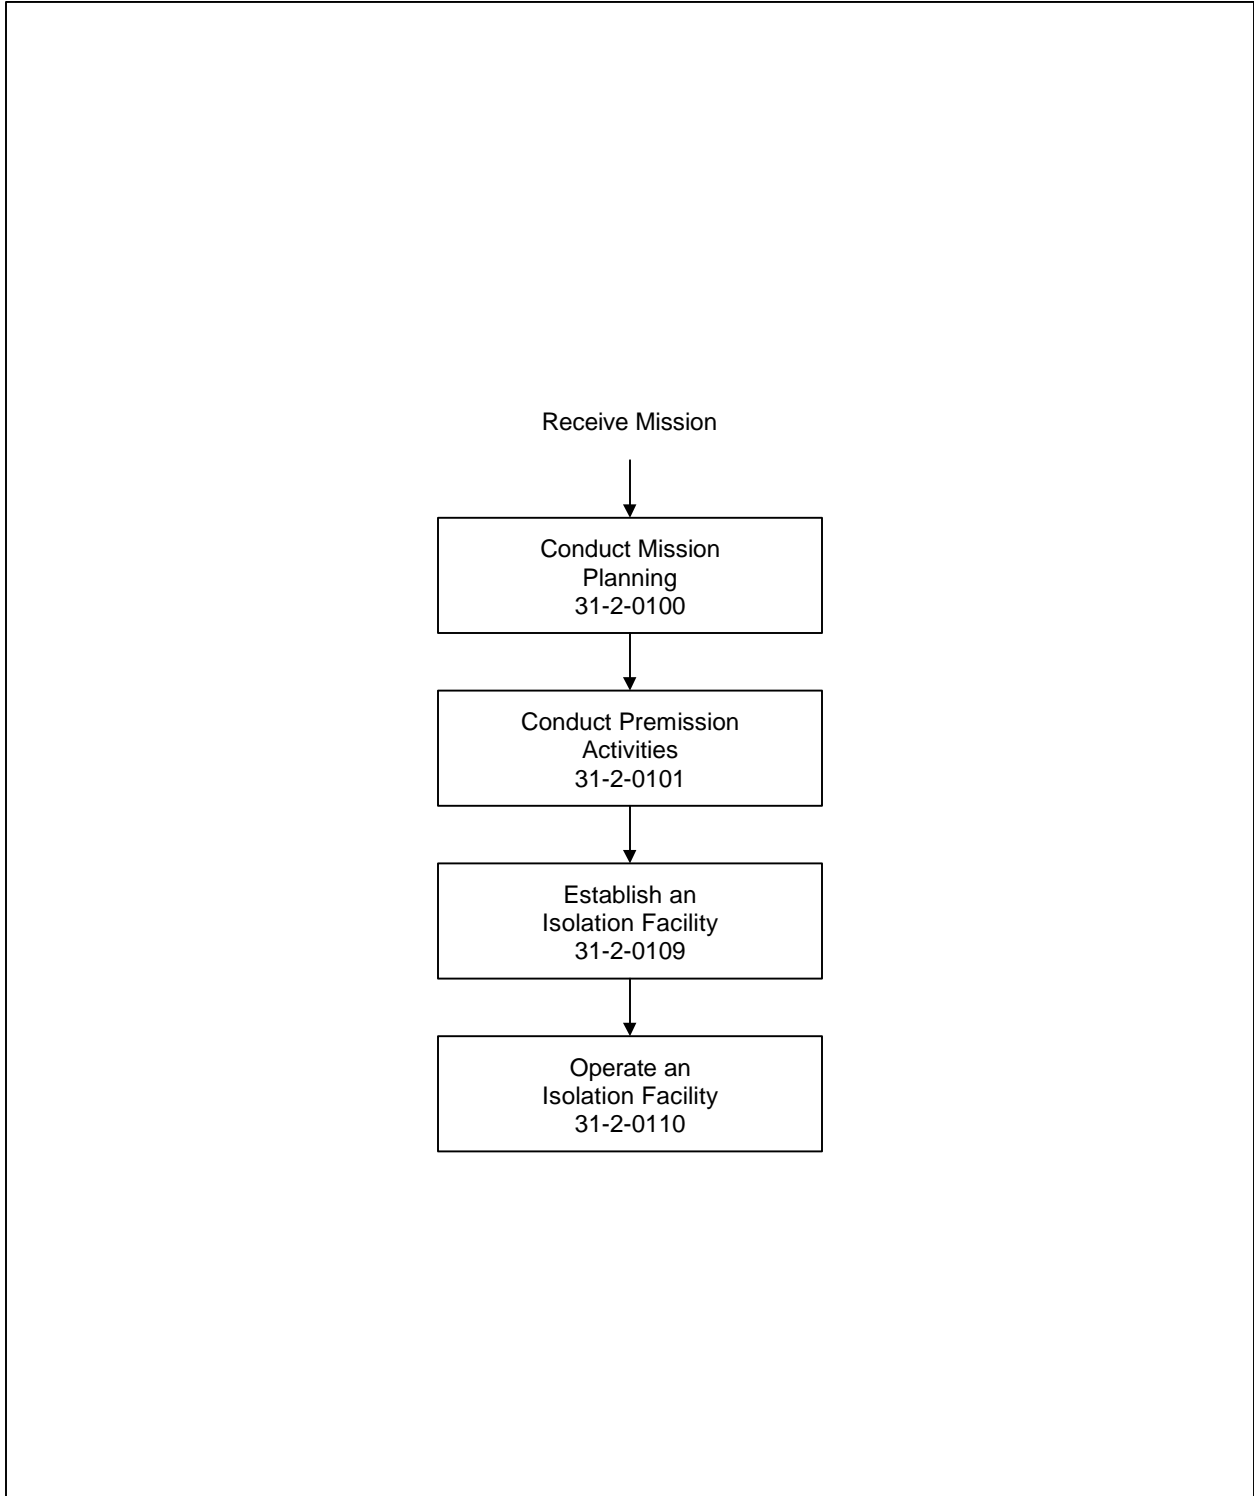 Receive Mission
Conduct Mission
Planning
31-2-0100
Conduct Premission
Activities
31-2-0101
Establish an
Isolation Facility
31-2-0109
Operate an
Isolation Facility
31-2-0110